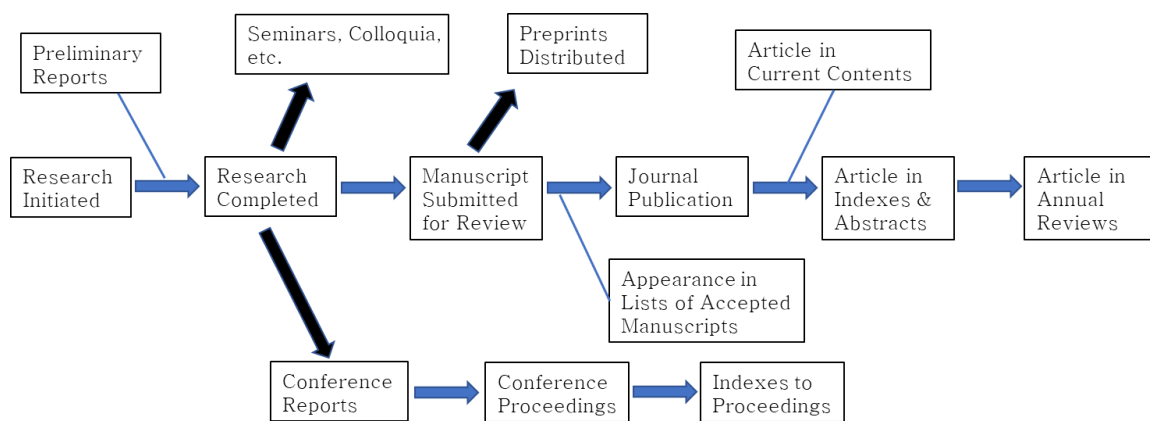 Preliminary
Reports
Seminars, Colloquia,
etc.
Preprints
Distributed
Article in
Current Contents
Research
Initiated
Research
Completed
Manuscript
Submitted
for Review
Journal
Publication
Article in
Indexes &
Abstracts
Article in
Annual
Reviews
Appearance in
Lists of Accepted
Manuscripts
Conference
Reports
Conference
Proceedings
Indexes to
Proceedings